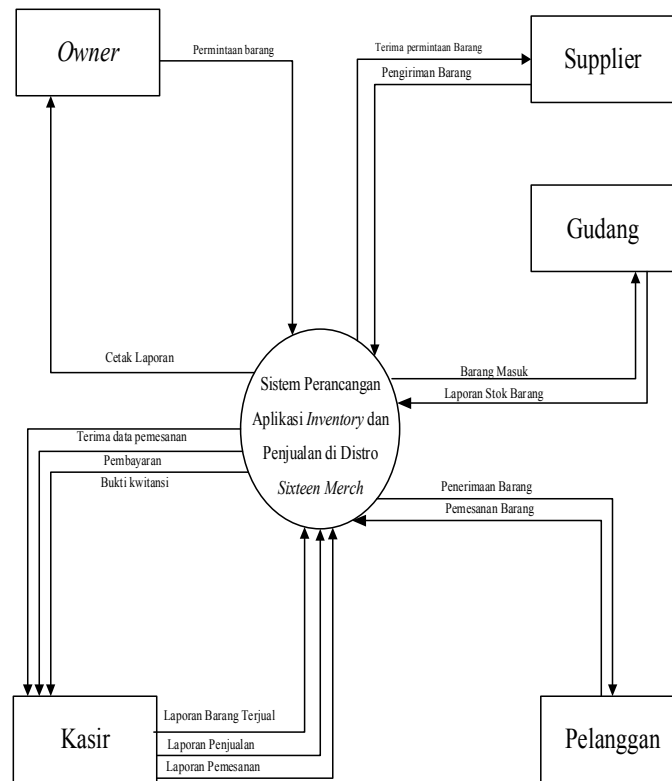 Owner
Permintaan barang
Terima permintaan Barang
Pengiriman Barang
Supplier
Gudang
Cetak Laporan
Barang Masuk
Laporan Stok Barang
Sistem Perancangan
Aplikasi Inventory dan
Penjualan di Distro
Sixteen Merch
Terima data pemesanan
Pembayaran
Bukti kwitansi
Penerimaan Barang
Pemesanan Barang
Kasir
Laporan Barang Terjual
Laporan Penjualan
Laporan Pemesanan
Pelanggan